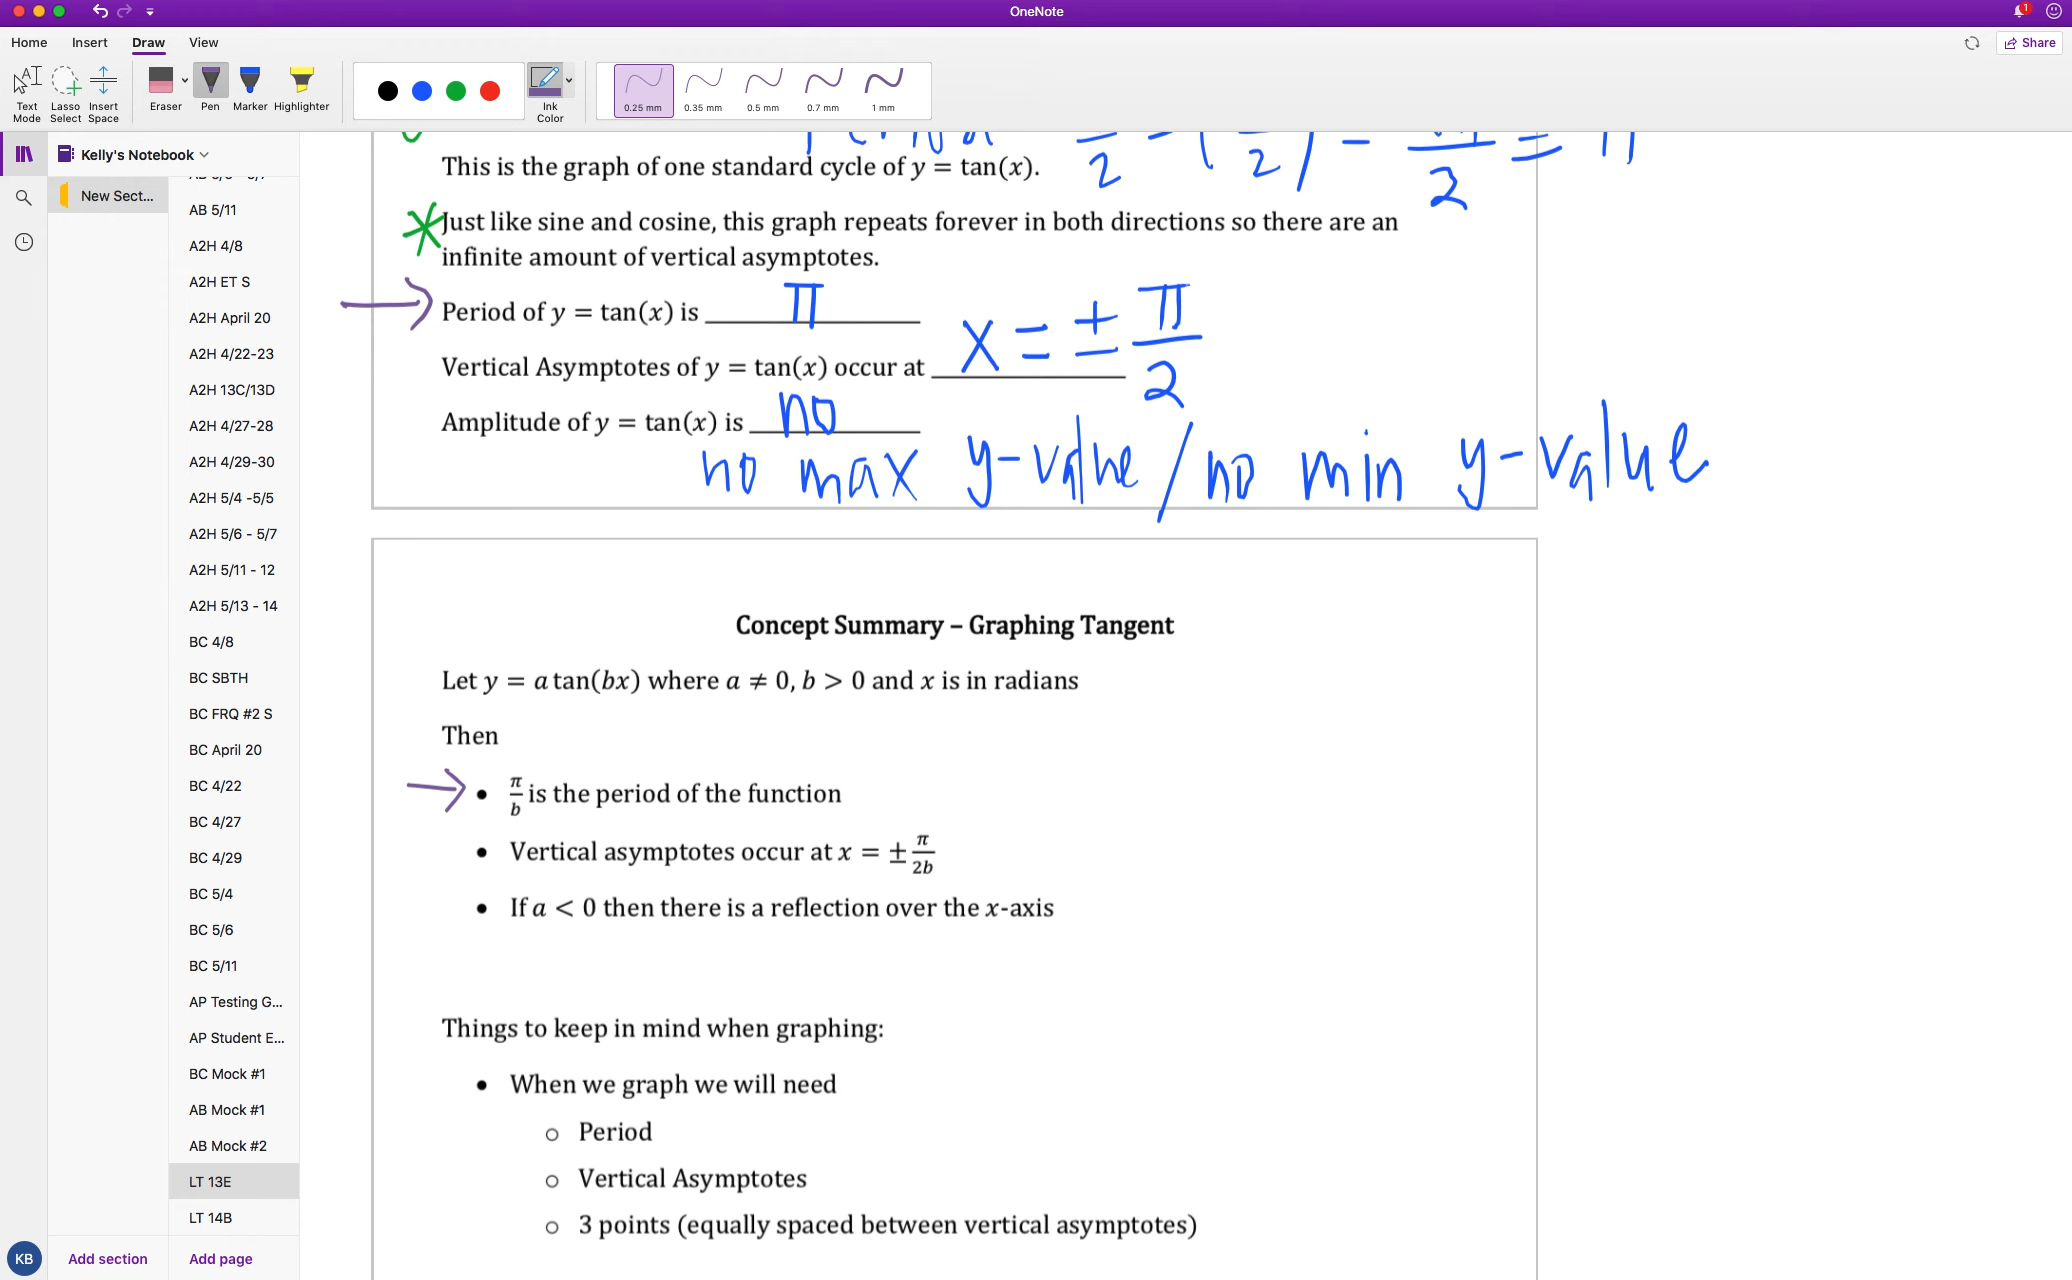 OneNote
1
Home Insert Draw View
Share
Text Mode
Lasso Select
Insert Space
Eraser
Pen
Marker
Highlighter
Ink Color
0.25 mm
0.35 mm
0.5 mm
0.7 mm
1 mm
Kelly's Notebook
New Sect...
AB 5/11
A2H 4/8
A2H ET S
A2H April 20
A2H 4/22-23
A2H 13C/13D
A2H 4/27-28
A2H 4/29-30
A2H 5/4 -5/5
A2H 5/6 - 5/7
A2H 5/11 - 12
A2H 5/13 - 14
BC 4/8
BC SBTH
BC FRQ #2 S
BC April 20
BC 4/22
BC 4/27
BC 4/29
BC 5/4
BC 5/6
BC 5/11
AP Testing G...
AP Student E...
BC Mock #1
AB Mock #1
AB Mock #2
LT 13E
LT 14B
KB
Add section
Add page
This is the graph of one standard cycle of y = tan(x).
Just like sine and cosine, this graph repeats forever in both directions so there are an
infinite amount of vertical asymptotes.
Period of y = tan(x) is π
Vertical Asymptotes of y = tan(x) occur at x = ± π/2
Amplitude of y = tan(x) is no
no max y-value / no min y-value
Concept Summary – Graphing Tangent
Let y = a tan(bx) where a ≠ 0, b > 0 and x is in radians
Then
• π/b is the period of the function
• Vertical asymptotes occur at x = ± π/2b
• If a < 0 then there is a reflection over the x-axis
Things to keep in mind when graphing:
• When we graph we will need
o Period
o Vertical Asymptotes
o 3 points (equally spaced between vertical asymptotes)